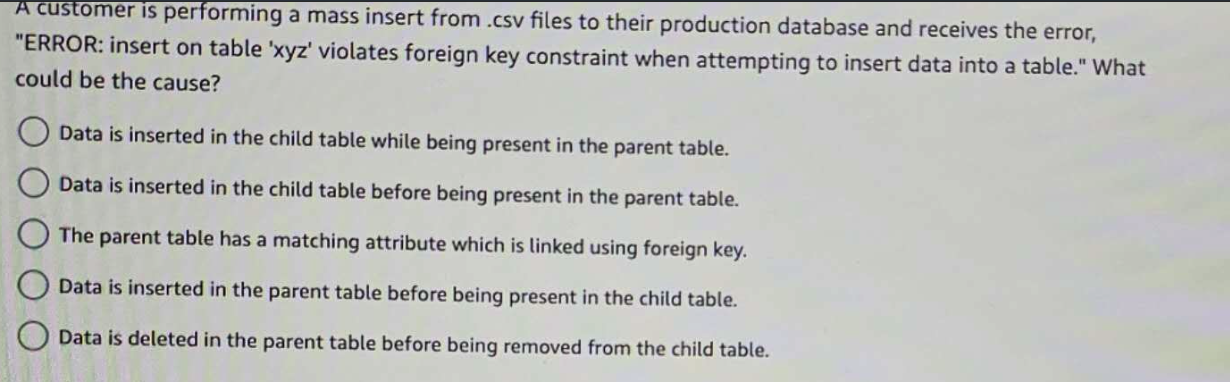 A customer is performing a mass insert from .csv files to their production database and receives the error,
"ERROR: insert on table 'xyz' violates foreign key constraint when attempting to insert data into a table." What
could be the cause?
Data is inserted in the child table while being present in the parent table.
Data is inserted in the child table before being present in the parent table.
The parent table has a matching attribute which is linked using foreign key.
Data is inserted in the parent table before being present in the child table.
Data is deleted in the parent table before being removed from the child table.